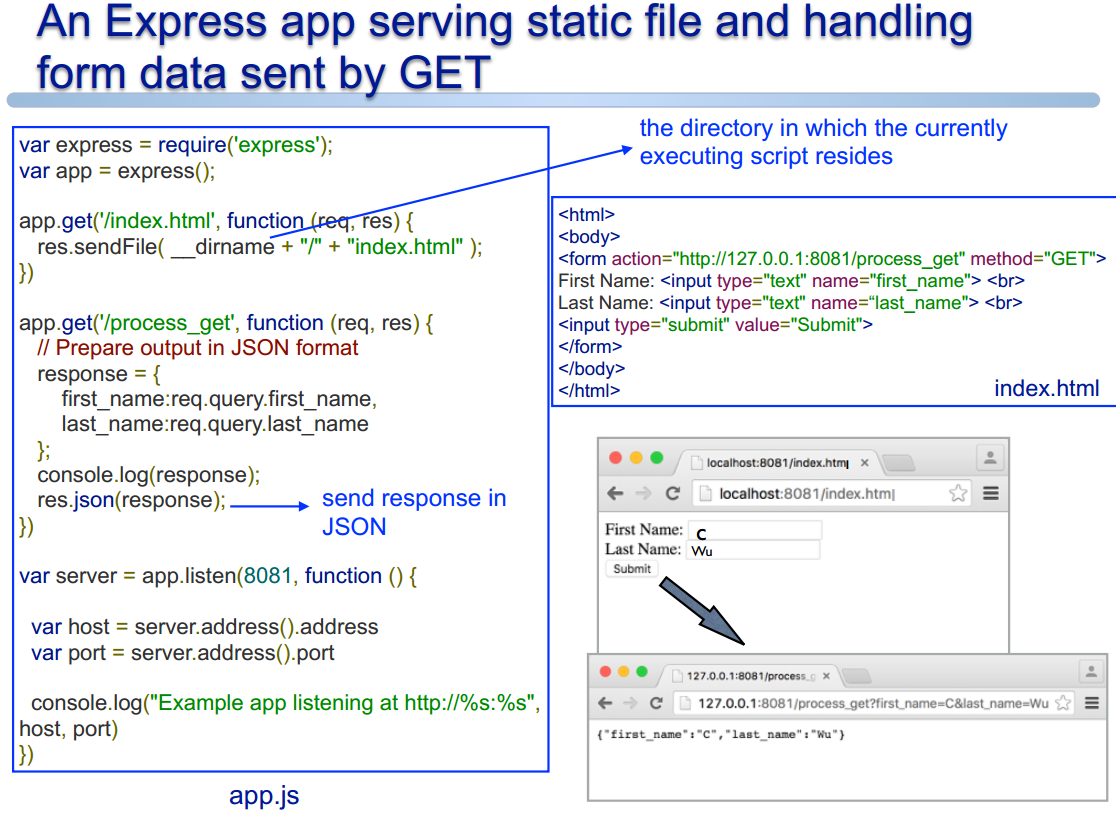 An Express app serving static file and handling
form data sent by GET
var express = require('express');
var app = express();
app.get('/index.html', function (req, res) {
res.sendFile( __dirname + "/" + "index.html" );
})
app.get('/process_get', function (req, res) {
// Prepare output in JSON format
response = {
first_name:req.query.first_name,
last_name:req.query.last_name
};
console.log(response);
res.json(response);
})
var server = app.listen(8081, function () {
var host = server.address().address
var port = server.address().port
console.log("Example app listening at http://%s:%s",
host, port)
})
app.js
the directory in which the currently
executing script resides
send response in
JSON
<html>
<body>
<form action="http://127.0.0.1:8081/process_get" method="GET">
First Name: <input type="text" name="first_name"> <br>
Last Name: <input type="text" name=“last_name"> <br>
<input type="submit" value="Submit">
</form>
</body>
</html>
index.html
localhost:8081/index.htm
localhost:8081/index.htm
First Name: C
Last Name: Wu
Submit
127.0.0.1:8081/process_g
127.0.0.1:8081/process_get?first_name=C&last_name=Wu
{"first_name":"C","last_name":"Wu"}